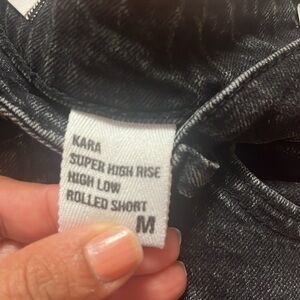 KARA
SUPER HIGH RISE
HIGH LOW
ROLLED SHORT
M